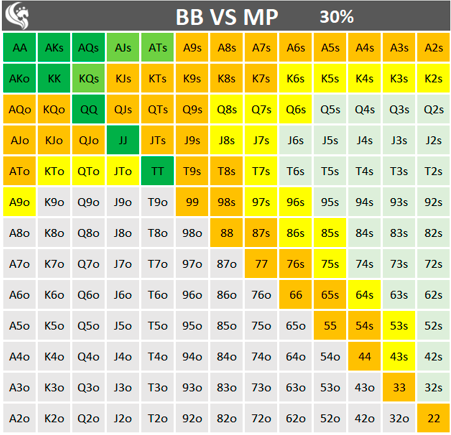 BB VS MP 30%
AA AKs AQs AJs ATs A9s A8s A7s A6s A5s A4s A3s A2s
AKo KK KQs KJs KTs K9s K8s K7s K6s K5s K4s K3s K2s
AQo KQo QQ QJs QTs Q9s Q8s Q7s Q6s Q5s Q4s Q3s Q2s
AJo KJo QJo JJ JTs J9s J8s J7s J6s J5s J4s J3s J2s
ATo KTo QTo JTo TT T9s T8s T7s T6s T5s T4s T3s T2s
A9o K9o Q9o J9o T9o 99 98s 97s 96s 95s 94s 93s 92s
A8o K8o Q8o J8o T8o 98o 88 87s 86s 85s 84s 83s 82s
A7o K7o Q7o J7o T7o 97o 87o 77 76s 75s 74s 73s 72s
A6o K6o Q6o J6o T6o 96o 86o 76o 66 65s 64s 63s 62s
A5o K5o Q5o J5o T5o 95o 85o 75o 65o 55 54s 53s 52s
A4o K4o Q4o J4o T4o 94o 84o 74o 64o 54o 44 43s 42s
A3o K3o Q3o J3o T3o 93o 83o 73o 63o 53o 43o 33 32s
A2o K2o Q2o J2o T2o 92o 82o 72o 62o 52o 42o 32o 22